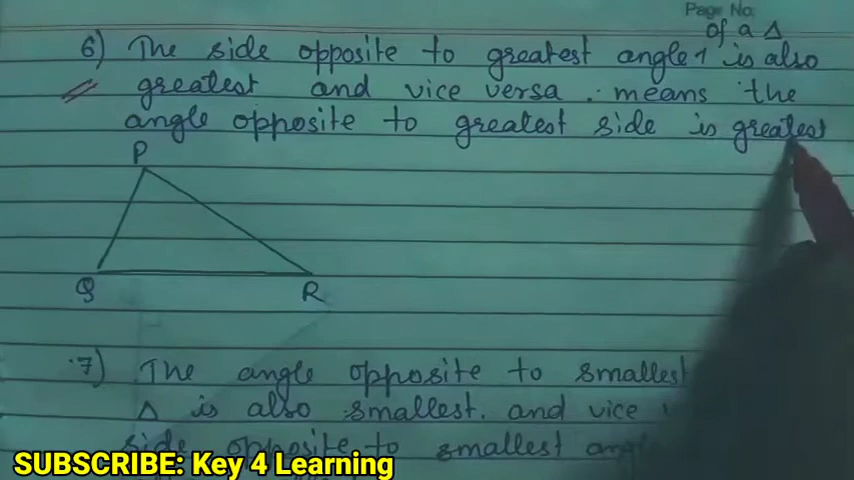 Page No:
of a Δ
6) The side opposite to greatest angle is also
greatest and vice versa. means the
angle opposite to greatest side is greatest
P
Q
R
7) The angle opposite to smallest
Δ is also smallest. and vice
side opposite to smallest
SUBSCRIBE: Key 4 Learning